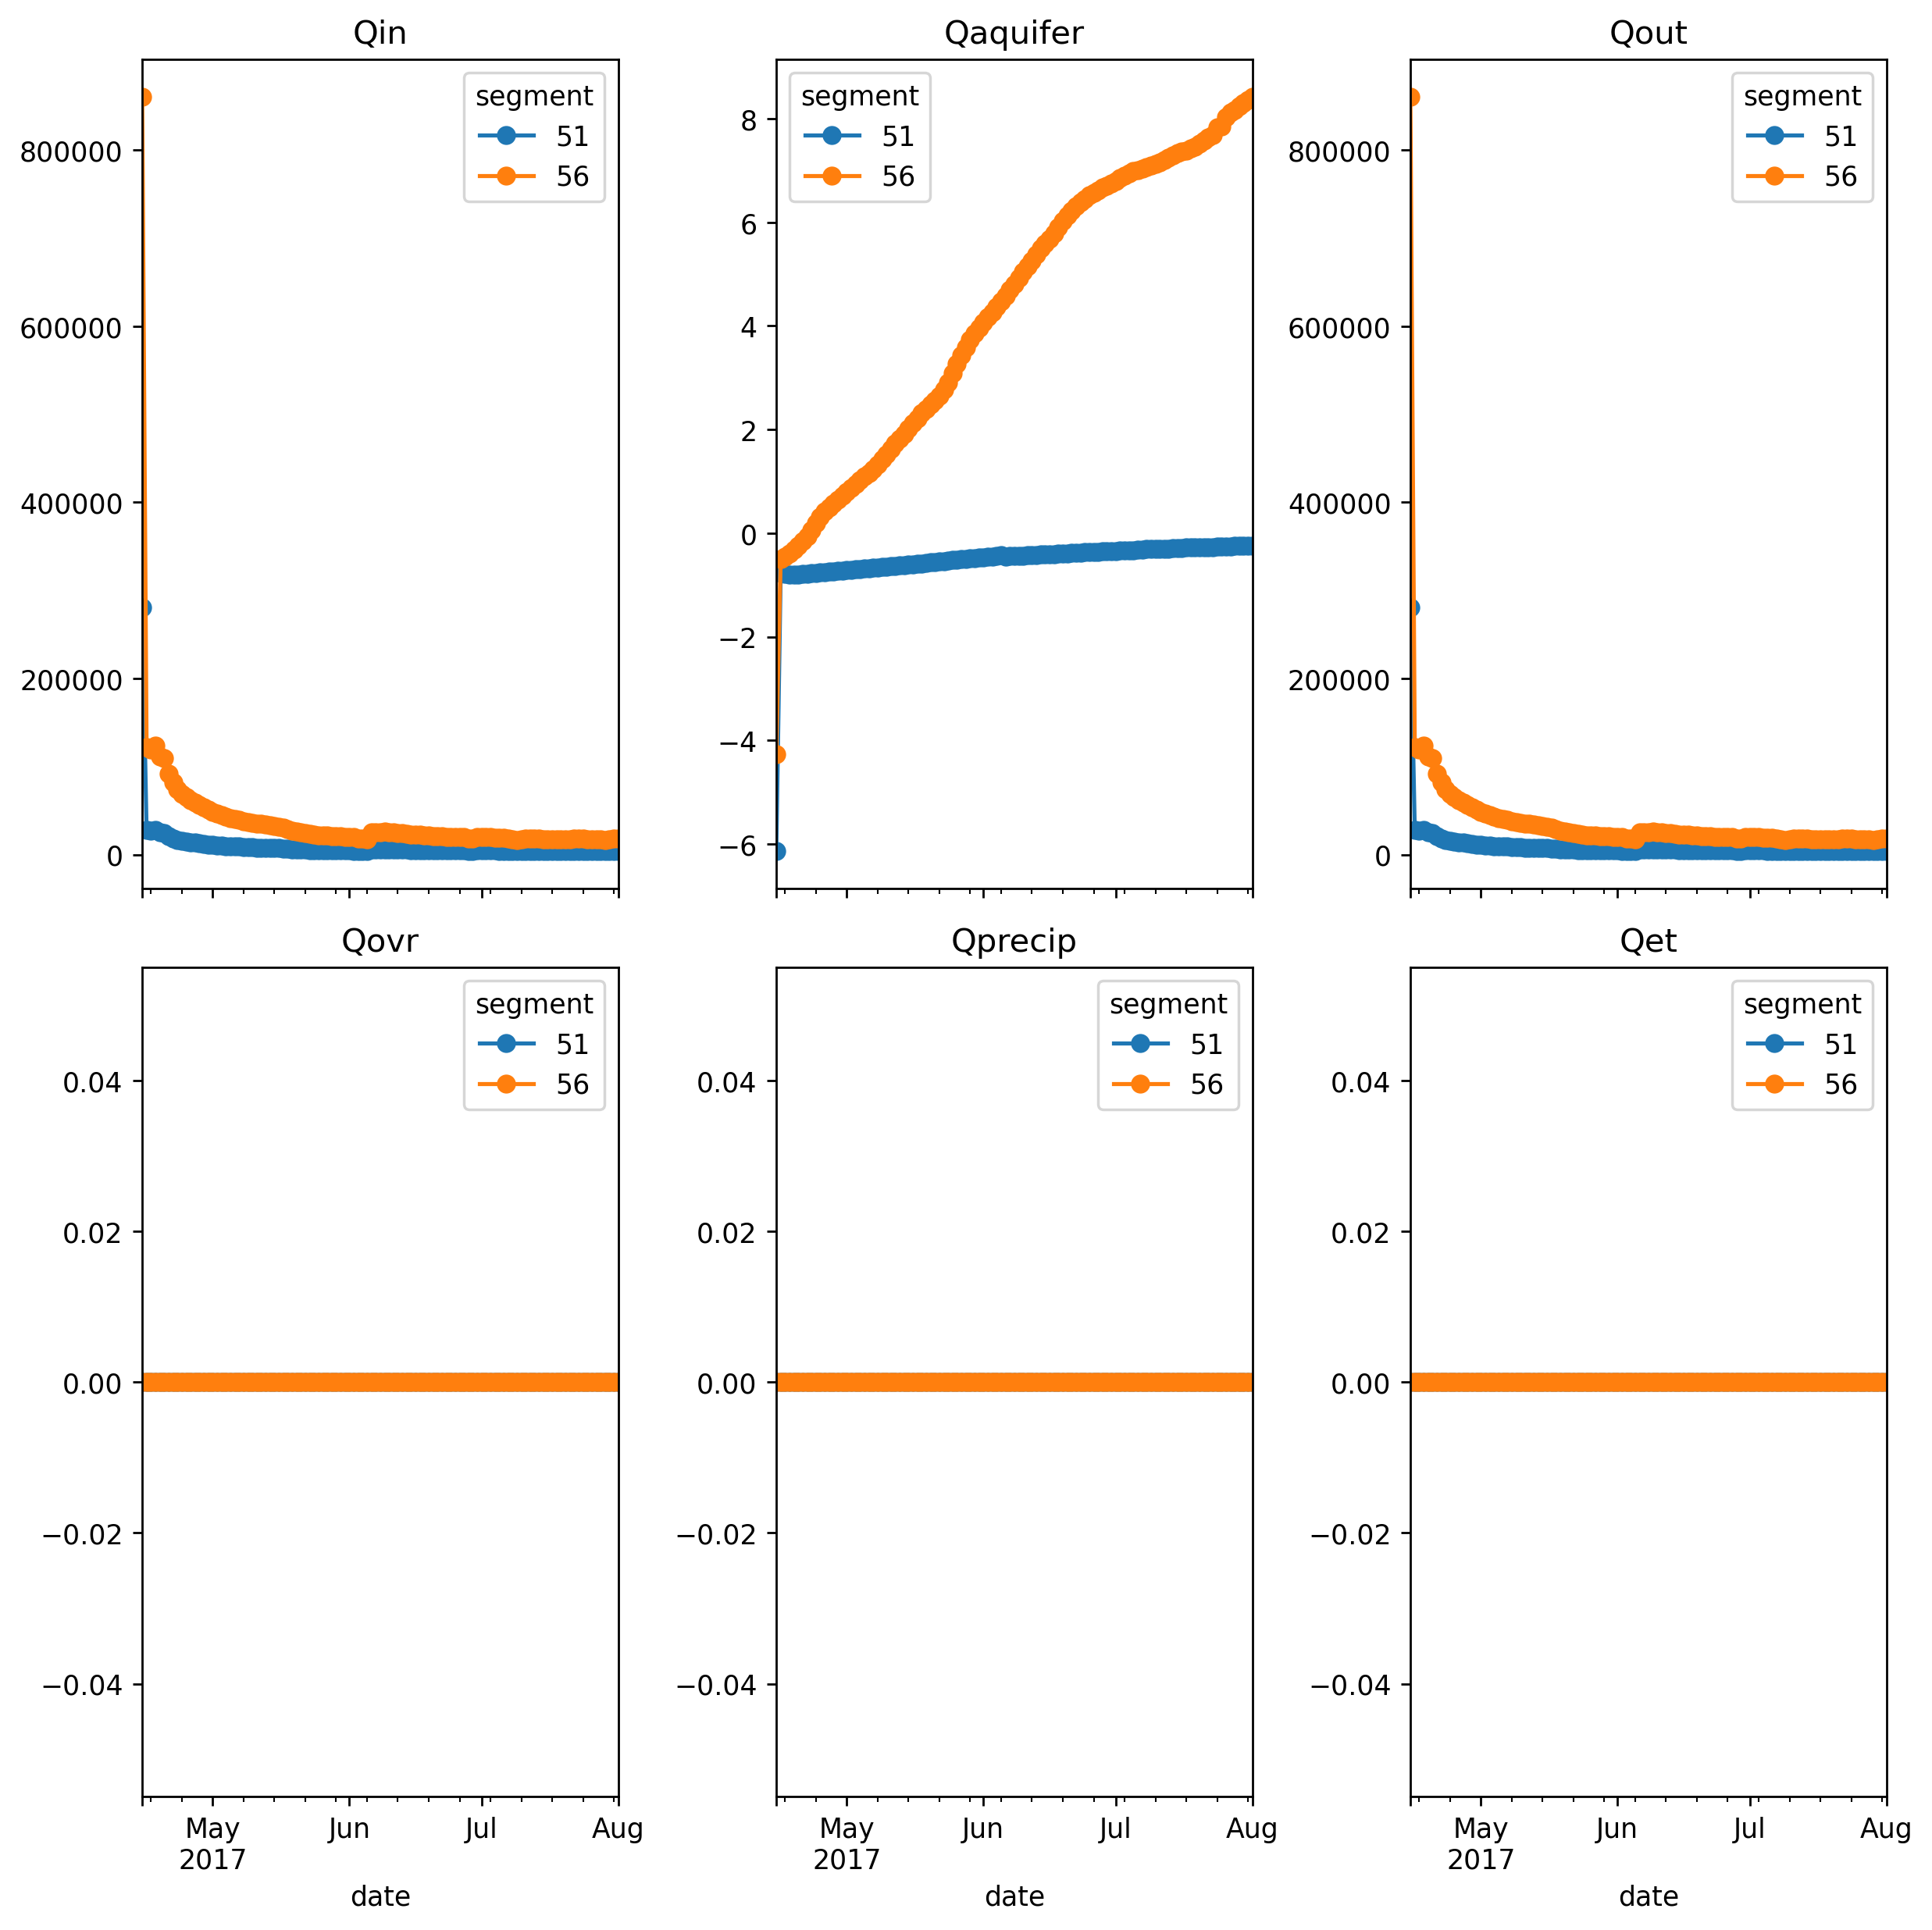 Qin
800000
600000
400000
200000
0
segment
51
56
Qaquifer
8
6
4
2
0
−2
−4
−6
segment
51
56
Qout
800000
600000
400000
200000
0
segment
51
56
Qovr
0.04
0.02
0.00
−0.02
−0.04
segment
51
56
May
2017
Jun
Jul
Aug
date
Qprecip
0.04
0.02
0.00
−0.02
−0.04
segment
51
56
May
2017
Jun
Jul
Aug
date
Qet
0.04
0.02
0.00
−0.02
−0.04
segment
51
56
May
2017
Jun
Jul
Aug
date